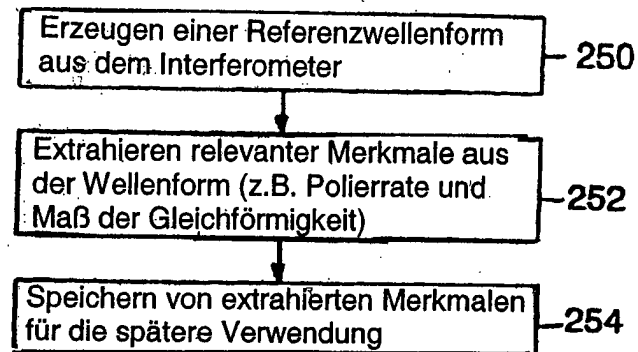 Erzeugen einer Referenzwellenform
aus dem Interferometer
250
Extrahieren relevanter Merkmale aus
der Wellenform (z.B. Polierrate und
Maß der Gleichförmigkeit)
252
Speichern von extrahierten Merkmalen
für die spätere Verwendung
254